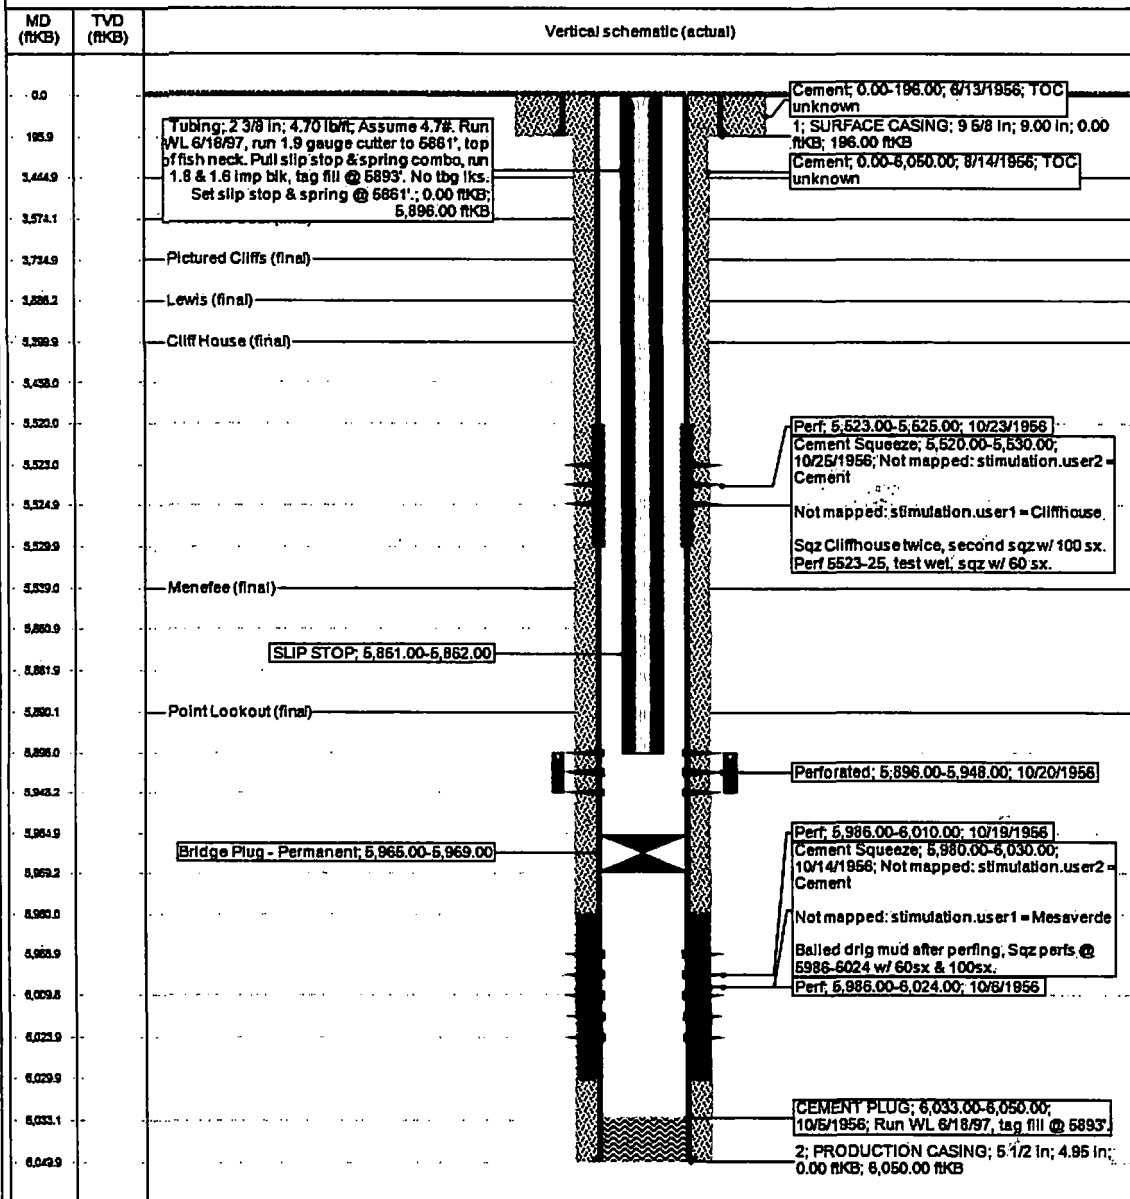 MD (ftKB)
TVD (ftKB)
Vertical schematic (actual)
0.0
195.9
3,444.9
3,574.1
3,734.9
5,399.9
5,438.0
5,520.0
5,523.0
5,524.9
5,529.9
5,539.0
5,860.9
5,861.9
5,890.1
5,896.0
5,948.2
5,964.9
5,969.2
6,009.8
6,023.9
6,029.9
6,033.1
6,049.9
Tubing; 2 3/8 in; 4.70 lb/ft; Assume 4.7#. Run
WL 6/18/97, run 1.9 gauge cutter to 5861', top
of fish neck. Pull slip stop & spring combo, run
1.8 & 1.6 imp blk, tag fill @ 5893'. No tbg lks.
Set slip stop & spring @ 5861'.; 0.00 ftKB;
5,896.00 ftKB
Pictured Cliffs (final)
Lewis (final)
Cliff House (final)
Menefee (final)
SLIP STOP; 5,861.00-5,862.00
Point Lookout (final)
Bridge Plug - Permanent; 5,965.00-5,969.00
Cement; 0.00-196.00; 6/13/1956; TOC
unknown
1; SURFACE CASING; 9 5/8 in; 9.00 in; 0.00
ftKB; 196.00 ftKB
Cement; 0.00-6,050.00; 8/14/1956; TOC
unknown
Perf; 5,523.00-5,525.00; 10/23/1956
Cement Squeeze; 5,520.00-5,530.00;
10/25/1956; Not mapped: stimulation.user2 =
Cement
Not mapped: stimulation.user1 = Cliffhouse
Sqz Cliffhouse twice, second sqz w/ 100 sx.
Perf 5523-25, test wet, sqz w/ 60 sx.
Perforated; 5,896.00-5,948.00; 10/20/1956
Perf; 5,986.00-6,010.00; 10/19/1956
Cement Squeeze; 5,980.00-6,030.00;
10/14/1956; Not mapped: stimulation.user2 =
Cement
Not mapped: stimulation.user1 = Mesaverde
Bailed drlg mud after perfing, Sqz perfs @
5986-6024 w/ 60sx & 100sx.
Perf; 5,986.00-6,024.00; 10/6/1956
CEMENT PLUG; 6,033.00-6,050.00;
10/5/1956; Run WL 6/18/97, tag fill @ 5893'.
2; PRODUCTION CASING; 5 1/2 in; 4.95 in;
0.00 ftKB; 6,050.00 ftKB